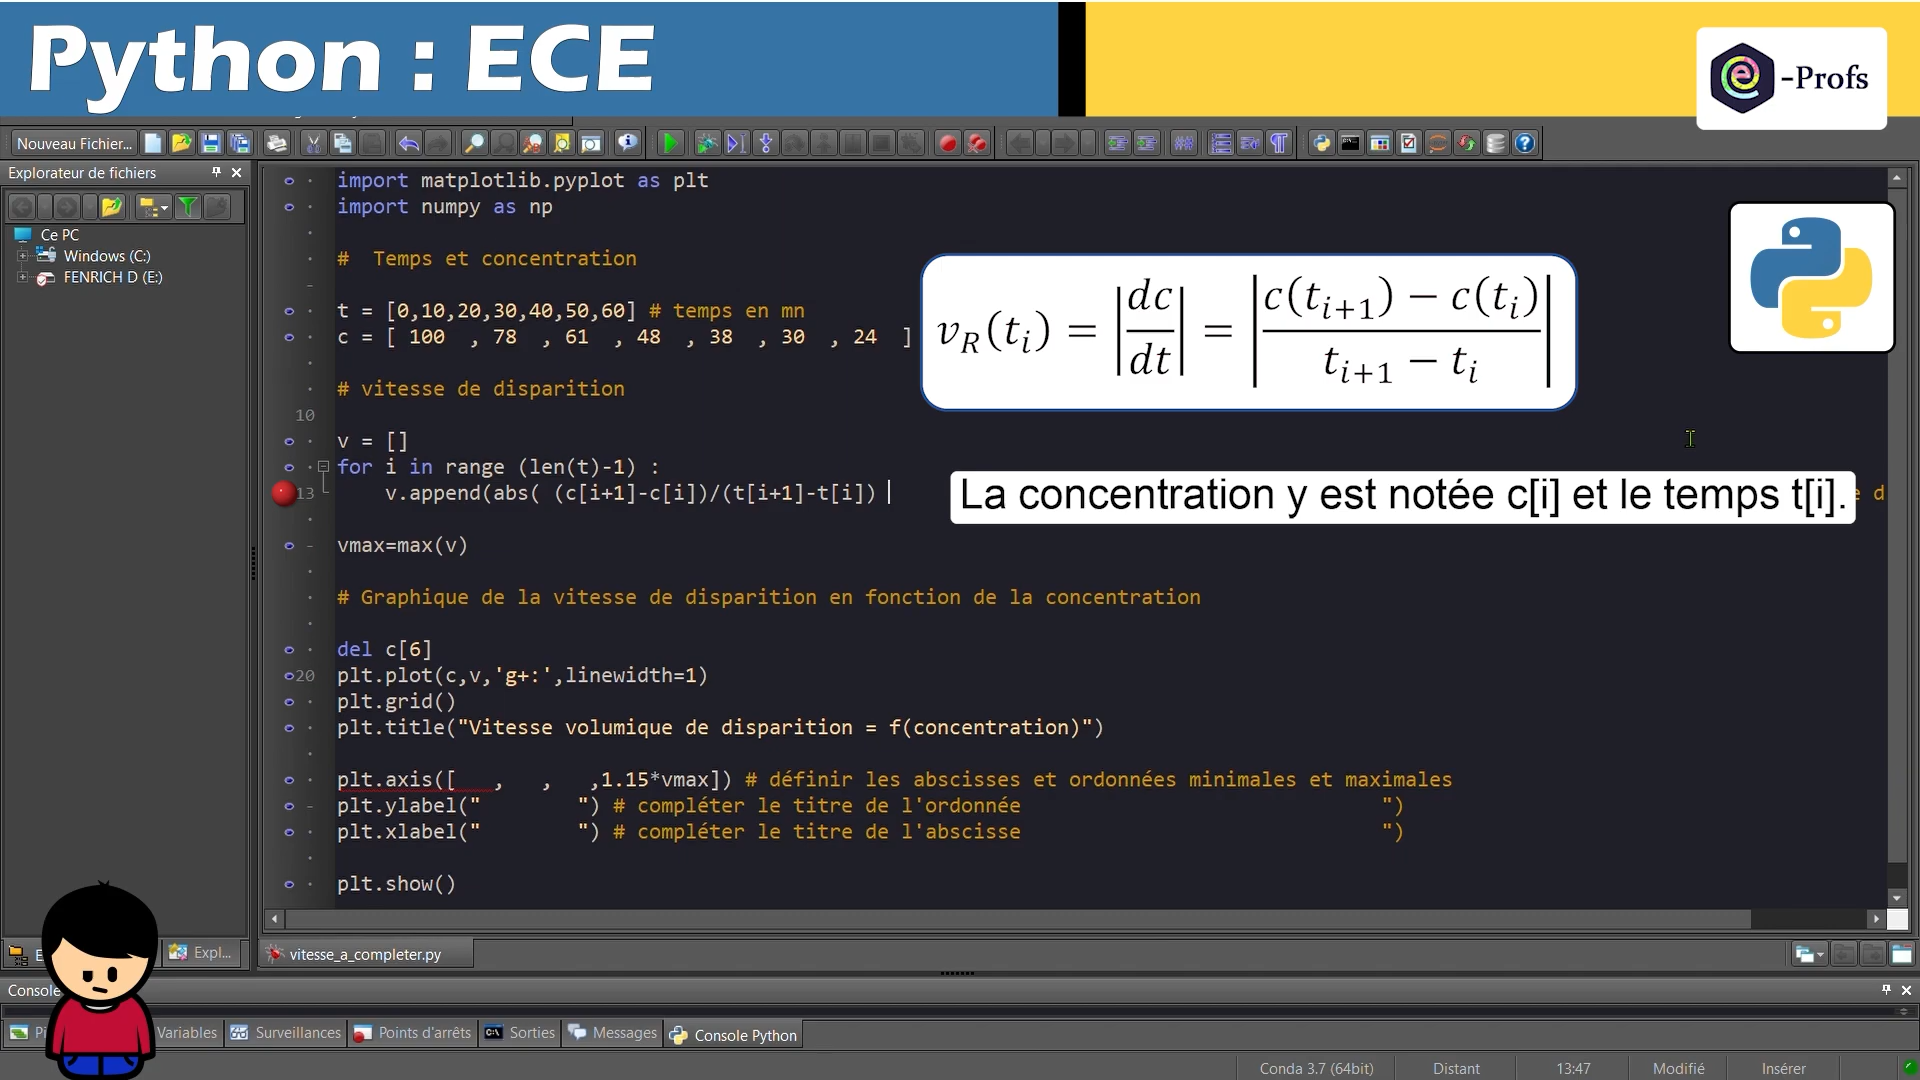 Python : ECE
e -Profs
Nouveau Fichier...
Explorateur de fichiers
Ce PC
Windows (C:)
FENRICH D (E:)
import matplotlib.pyplot as plt
import numpy as np
# Temps et concentration
t = [0,10,20,30,40,50,60] # temps en mn
c = [ 100 , 78 , 61 , 48 , 38 , 30 , 24 ]
v_R(t_i) = |dc/dt| = |(c(t_{i+1}) − c(t_i))/(t_{i+1} − t_i)|
# vitesse de disparition
10
v = []
for i in range (len(t)-1) :
13 v.append(abs( (c[i+1]-c[i])/(t[i+1]-t[i])
La concentration y est notée c[i] et le temps t[i].
vmax=max(v)
# Graphique de la vitesse de disparition en fonction de la concentration
del c[6]
20 plt.plot(c,v,'g+:',linewidth=1)
plt.grid()
plt.title("Vitesse volumique de disparition = f(concentration)")
plt.axis([ , , ,1.15*vmax]) # définir les abscisses et ordonnées minimales et maximales
plt.ylabel(" ") # compléter le titre de l'ordonnée ")
plt.xlabel(" ") # compléter le titre de l'abscisse ")
plt.show()
Expl...
vitesse_a_completer.py
Console
Variables
Surveillances
Points d'arrêts
Sorties
Messages
Console Python
Conda 3.7 (64bit)
Distant
13:47
Modifié
Insérer